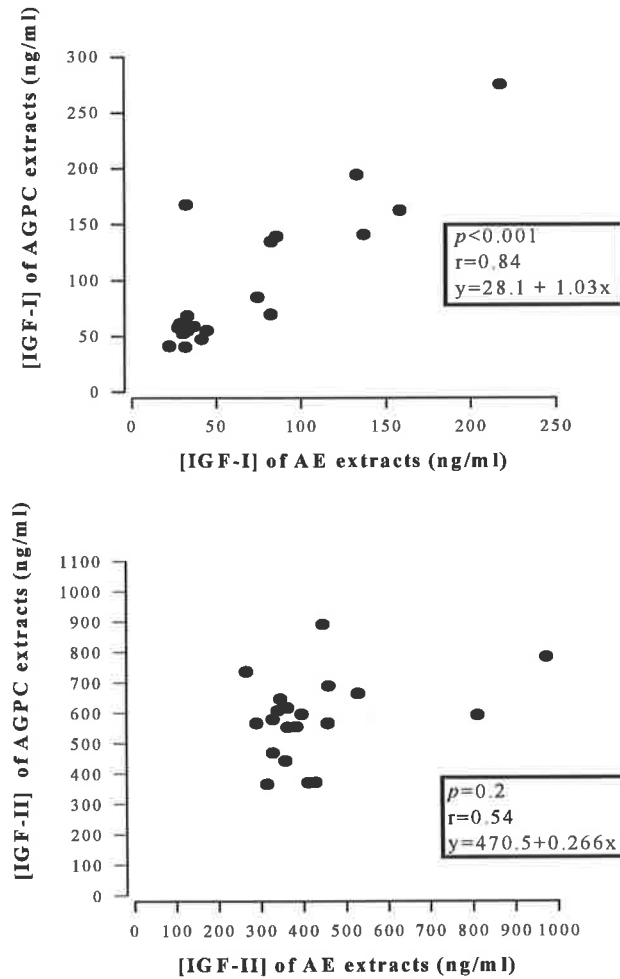 [IGF-I] of AGPC extracts (ng/ml)
300
250
200
150
100
50
0
p<0.001
r=0.84
y=28.1 + 1.03x
0 50 100 150 200 250
[IGF-I] of AE extracts (ng/ml)
[IGF-II] of AGPC extracts (ng/ml)
1100
1000
900
800
700
600
500
400
300
200
100
0
p=0.2
r=0.54
y=470.5+0.266x
0 100 200 300 400 500 600 700 800 900 1000
[IGF-II] of AE extracts (ng/ml)